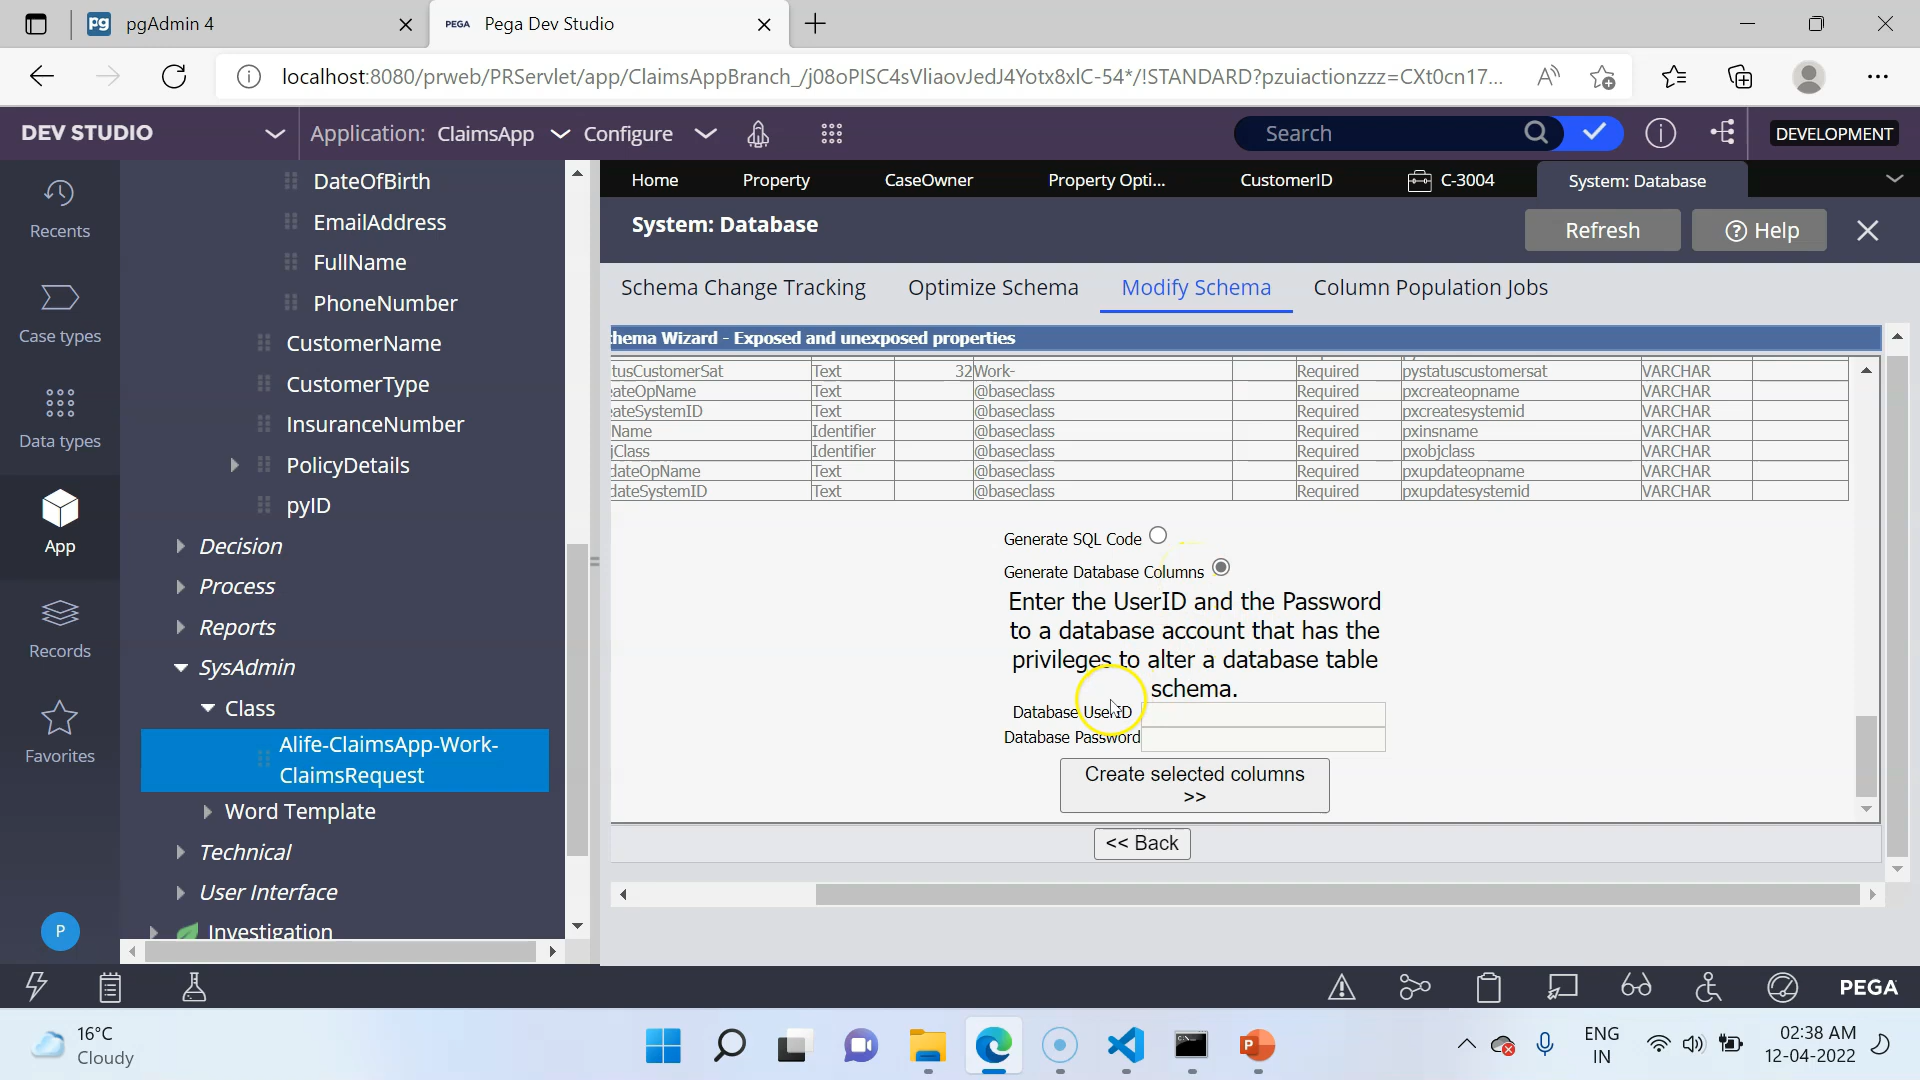 pgAdmin 4
PEGA Pega Dev Studio
localhost:8080/prweb/PRServlet/app/ClaimsAppBranch_/j08oPISC4sVliaovJedJ4Yotx8xlC-54*/!STANDARD?pzuiactionzzz=CXt0cn17...
DEV STUDIO
Application: ClaimsApp
Configure
Search
DEVELOPMENT
Recents
Case types
Data types
App
Records
Favorites
P
DateOfBirth
EmailAddress
FullName
PhoneNumber
CustomerName
CustomerType
InsuranceNumber
PolicyDetails
pyID
Decision
Process
Reports
SysAdmin
Class
Alife-ClaimsApp-Work-
ClaimsRequest
Word Template
Technical
User Interface
Investigation
Home Property CaseOwner Property Opti... CustomerID C-3004 System: Database
System: Database
Refresh
Help
Schema Change Tracking Optimize Schema Modify Schema Column Population Jobs
hema Wizard - Exposed and unexposed properties
tusCustomerSat Text 32 Work- Required pystatuscustomersat VARCHAR
ateOpName Text @baseclass Required pxcreateopname VARCHAR
ateSystemID Text @baseclass Required pxcreatesystemid VARCHAR
Name Identifier @baseclass Required pxinsname VARCHAR
jClass Identifier @baseclass Required pxobjclass VARCHAR
dateOpName Text @baseclass Required pxupdateopname VARCHAR
dateSystemID Text @baseclass Required pxupdatesystemid VARCHAR
Generate SQL Code
Generate Database Columns
Enter the UserID and the Password
to a database account that has the
privileges to alter a database table
schema.
Database UserID
Database Password
Create selected columns
>>
<< Back
PEGA
16°C
Cloudy
ENG
IN
02:38 AM
12-04-2022